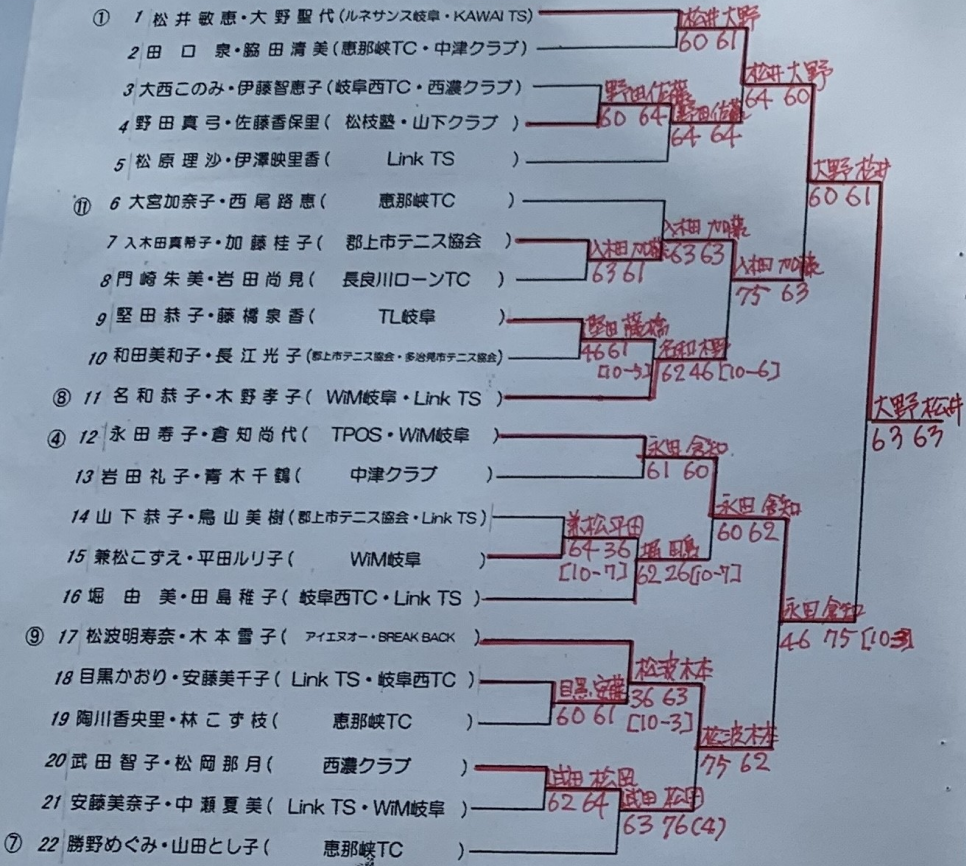 ① 1 松井敏恵・大野聖代(ルネサンス岐阜・KAWAI TS)
2 田口 泉・脇田清美(恵那峡TC・中津クラブ)
3 大西このみ・伊藤智恵子(岐阜西TC・西濃クラブ)
4 野田真弓・佐藤香保里(松枝塾・山下クラブ)
5 松原理沙・伊澤映里香(Link TS)
⑪ 6 大宮加奈子・西尾路恵(恵那峡TC)
7 入木田真希子・加藤桂子(郡上市テニス協会)
8 門崎朱美・岩田尚見(長良川ローンTC)
9 堅田恭子・藤橋泉香(TL岐阜)
10 和田美和子・長江光子(郡上市テニス協会・多治見市テニス協会)
⑧ 11 名和恭子・木野孝子(WiM岐阜・Link TS)
④ 12 永田寿子・倉知尚代(TPOS・WiM岐阜)
13 岩田礼子・青木千鶴(中津クラブ)
14 山下恭子・鳥山美樹(郡上市テニス協会・Link TS)
15 兼松こずえ・平田ルリ子(WiM岐阜)
16 堀 由美・田島稚子(岐阜西TC・Link TS)
⑨ 17 松波明寿奈・木本雪子(アイエヌオー・BREAK BACK)
18 目黒かおり・安藤美千子(Link TS・岐阜西TC)
19 陶川香央里・林こず枝(恵那峡TC)
20 武田智子・松岡那月(西濃クラブ)
21 安藤美奈子・中瀬夏美(Link TS・WiM岐阜)
⑦ 22 勝野めぐみ・山田とし子(恵那峡TC)
野田 佐藤
60 64
入木田 加藤
63 61
堅田 藤橋
46 61
[10-5]
兼松 平田
64 36
[10-7]
目黒 安藤
60 61
武田 松岡
62 64
松井 大野
60 61
野田 佐藤
64 64
入木田 加藤
63 63
名和 木野
62 46 [10-6]
永田 倉知
61 60
堀 田島
62 26 [10-7]
松波 木本
36 63
[10-3]
武田 松岡
63 76(4)
松井 大野
64 60
入木田 加藤
75 63
永田 倉知
60 62
松波 木本
75 62
大野 松井
60 61
永田 倉知
46 75 [10-3]
大野 松井
63 63